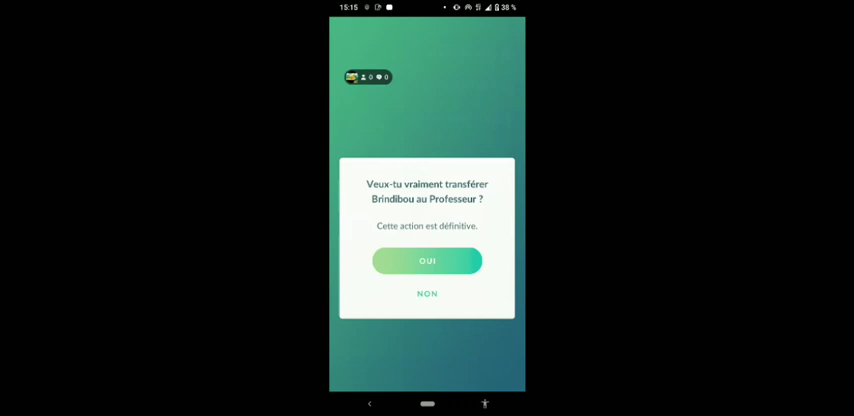 15:15
38 %
0 0
Veux-tu vraiment transférer
Brindibou au Professeur ?
Cette action est définitive.
OUI
NON